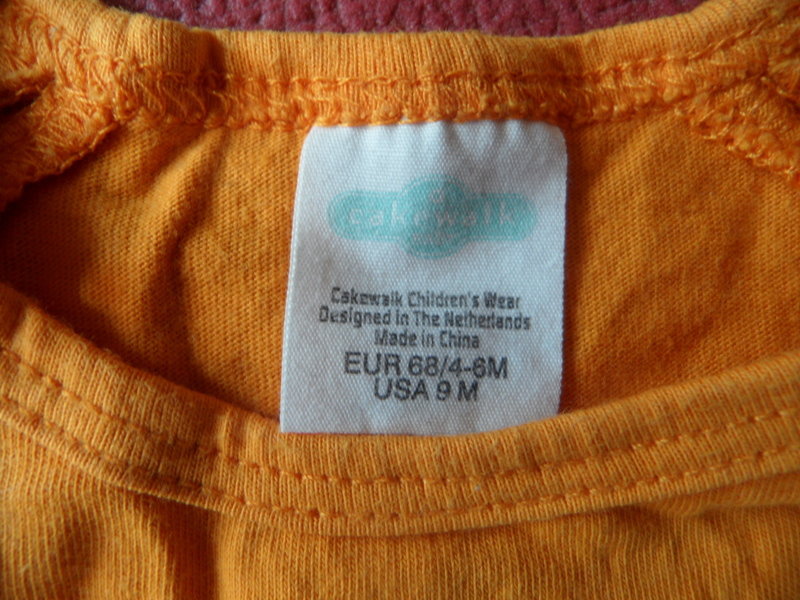 Cakewalk
Cakewalk Children's Wear
Designed in The Netherlands
Made in China
EUR 68/4-6M
USA 9 M